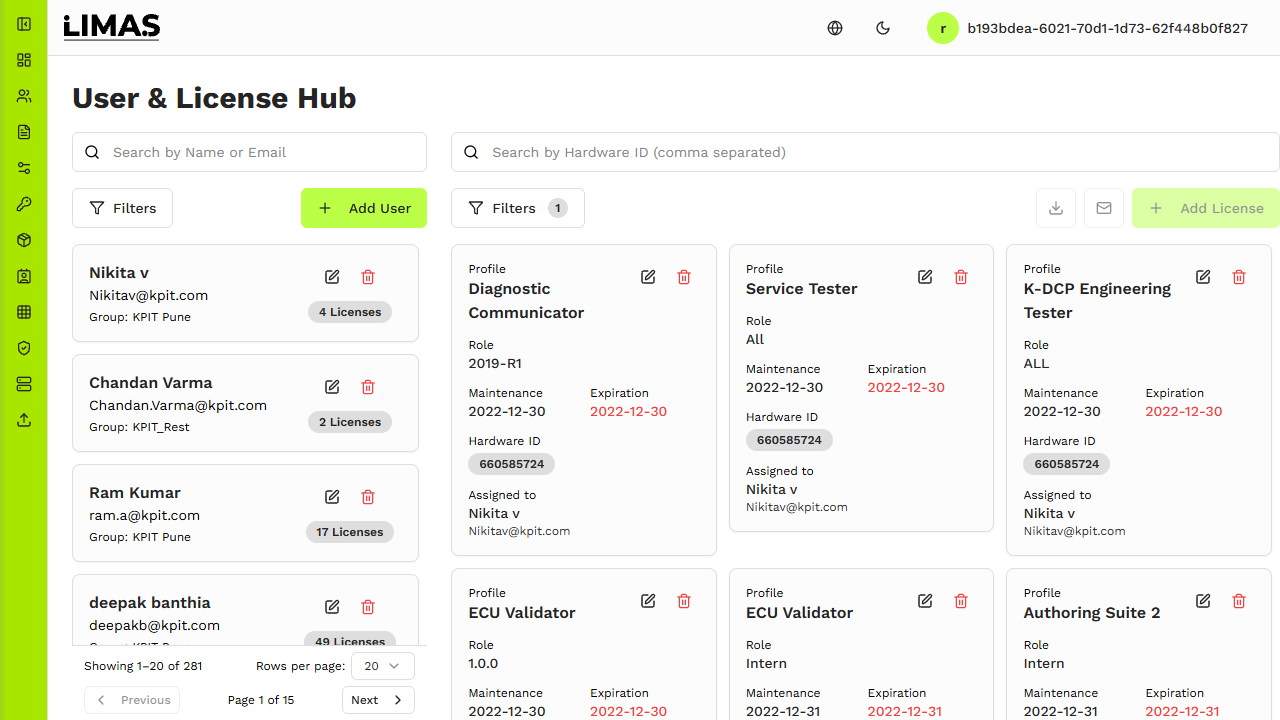 LIMAS
r
b193bdea-6021-70d1-1d73-62f448b0f827
User & License Hub
Search by Name or Email
Search by Hardware ID (comma separated)
Filters
Add User
Filters 1
Add License
Nikita v
Nikitav@kpit.com
Group: KPIT Pune
4 Licenses
Chandan Varma
Chandan.Varma@kpit.com
Group: KPIT_Rest
2 Licenses
Ram Kumar
ram.a@kpit.com
Group: KPIT Pune
17 Licenses
deepak banthia
deepakb@kpit.com
49 Licenses
Showing 1–20 of 281
Rows per page: 20
Previous
Page 1 of 15
Next
Profile
Diagnostic
Communicator
Role
2019-R1
Maintenance Expiration
2022-12-30 2022-12-30
Hardware ID
660585724
Assigned to
Nikita v
Nikitav@kpit.com
Profile
Service Tester
Role
All
Maintenance Expiration
2022-12-30 2022-12-30
Hardware ID
660585724
Assigned to
Nikita v
Nikitav@kpit.com
Profile
K-DCP Engineering
Tester
Role
ALL
Maintenance Expiration
2022-12-30 2022-12-30
Hardware ID
660585724
Assigned to
Nikita v
Nikitav@kpit.com
Profile
ECU Validator
Role
1.0.0
Maintenance Expiration
2022-12-30 2022-12-30
Profile
ECU Validator
Role
Intern
Maintenance Expiration
2022-12-31 2022-12-31
Profile
Authoring Suite 2
Role
Intern
Maintenance Expiration
2022-12-31 2022-12-31